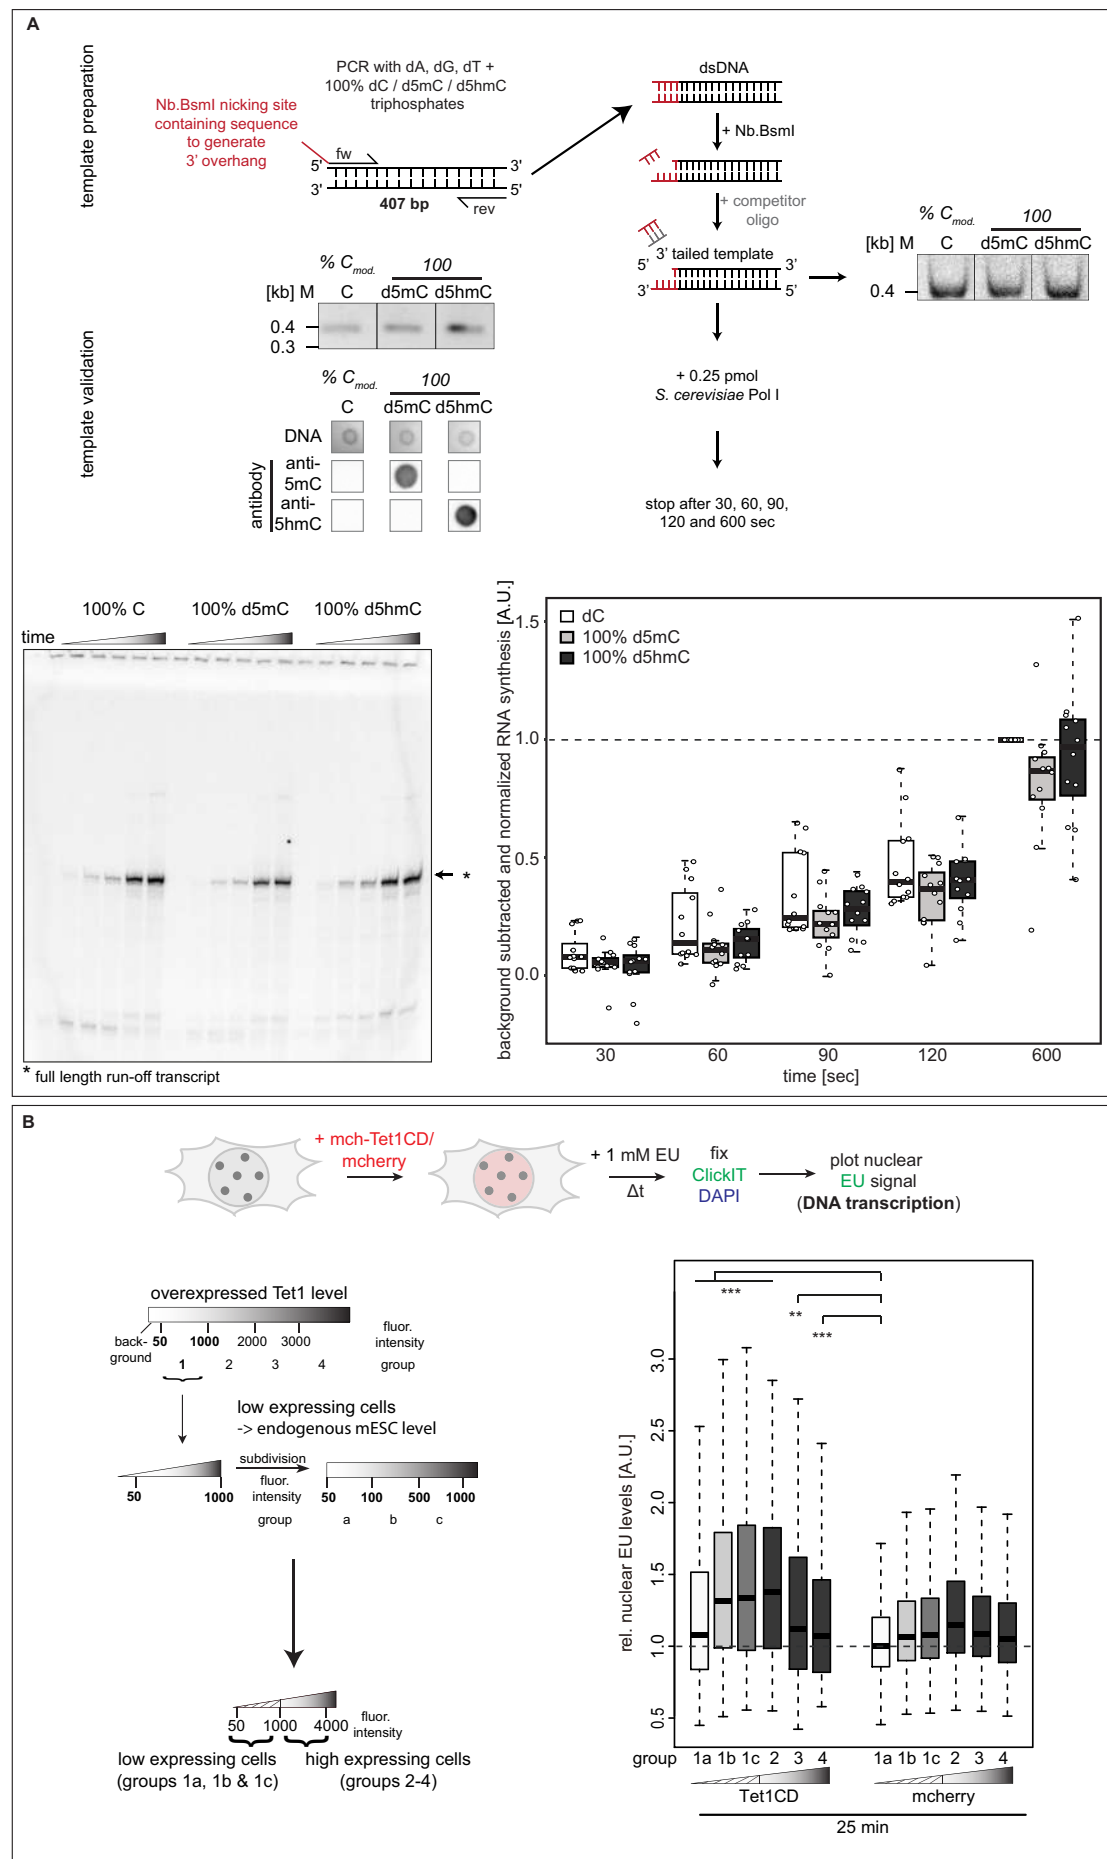 A
template preparation
PCR with dA, dG, dT +
100% dC / d5mC / d5hmC
triphosphates
Nb.BsmI nicking site
containing sequence
to generate
3' overhang
fw
5' 3'
3' 5'
407 bp
rev
dsDNA
+ Nb.BsmI
+ competitor
oligo
3' tailed template
5' 3'
3' 5'
% Cmod. 100
[kb] M C d5mC d5hmC
0.4
+ 0.25 pmol
S. cerevisiae Pol I
stop after 30, 60, 90,
120 and 600 sec
template validation
% Cmod. 100
[kb] M C d5mC d5hmC
0.4
0.3
% Cmod. 100
C d5mC d5hmC
DNA
antibody
anti-
5mC
anti-
5hmC
100% C 100% d5mC 100% d5hmC
time
*
* full length run-off transcript
background subtracted and normalized RNA synthesis [A.U.]
1.5
1.0
0.5
0.0
dC
100% d5mC
100% d5hmC
30 60 90 120 600
time [sec]
B
+ mch-Tet1CD/
mcherry
+ 1 mM EU
Δt
fix
ClickIT
DAPI
plot nuclear
EU signal
(DNA transcription)
overexpressed Tet1 level
back-
ground
50 1000 2000 3000
fluor.
intensity
1 2 3 4 group
low expressing cells
-> endogenous mESC level
50 1000
subdivision
fluor.
intensity
group
50 100 500 1000
a b c
50 1000 4000
fluor.
intensity
low expressing cells
(groups 1a, 1b & 1c)
high expressing cells
(groups 2-4)
rel. nuclear EU levels [A.U.]
3.0
2.5
2.0
1.5
1.0
0.5
***
**
***
group 1a 1b 1c 2 3 4 1a 1b 1c 2 3 4
Tet1CD mcherry
25 min